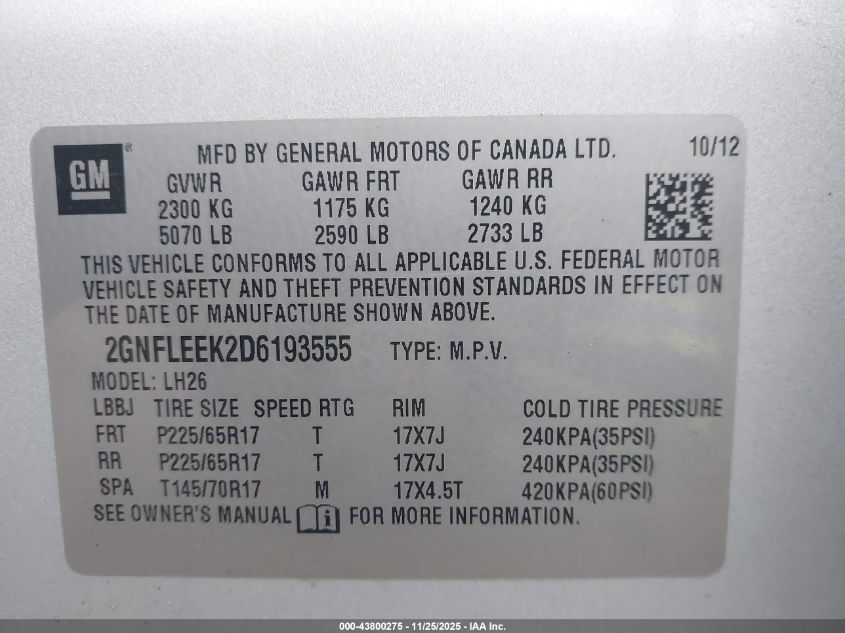 GM® MFD BY GENERAL MOTORS OF CANADA LTD. 10/12
GVWR GAWR FRT GAWR RR
2300 KG 1175 KG 1240 KG
5070 LB 2590 LB 2733 LB
THIS VEHICLE CONFORMS TO ALL APPLICABLE U.S. FEDERAL MOTOR
VEHICLE SAFETY AND THEFT PREVENTION STANDARDS IN EFFECT ON
THE DATE OF MANUFACTURE SHOWN ABOVE.
2GNFLEEK2D6193555 TYPE: M.P.V.
MODEL: LH26
LBBJ TIRE SIZE SPEED RTG RIM COLD TIRE PRESSURE
FRT P225/65R17 T 17X7J 240KPA(35PSI)
RR P225/65R17 T 17X7J 240KPA(35PSI)
SPA T145/70R17 M 17X4.5T 420KPA(60PSI)
SEE OWNER'S MANUAL i FOR MORE INFORMATION.
000-43800275 - 11/25/2025 - IAA Inc.